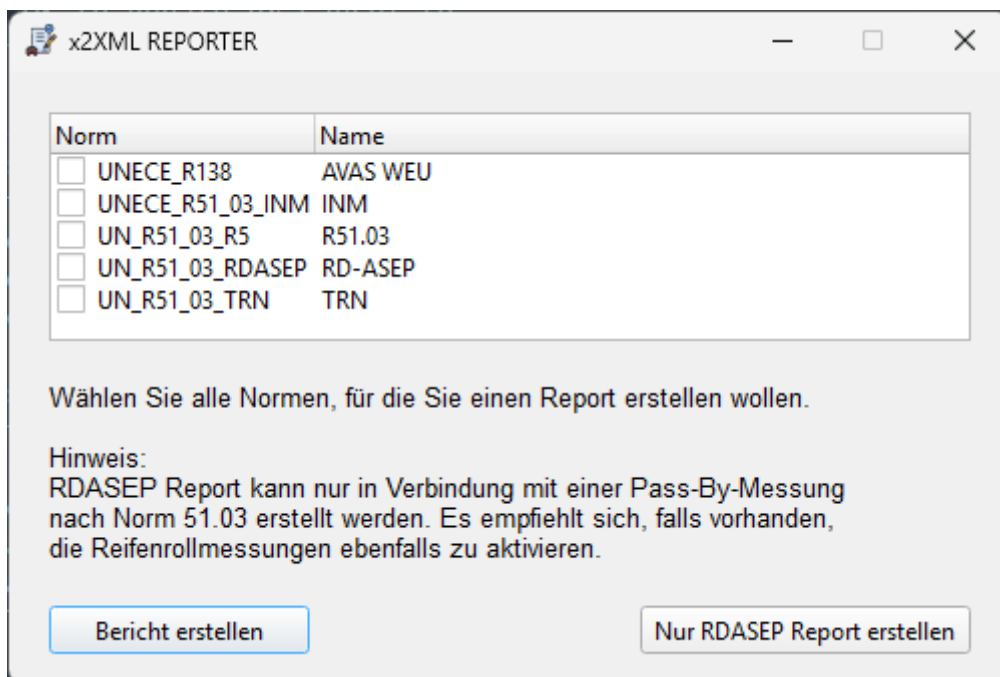 x2XML REPORTER
Norm Name
UNECE_R138 AVAS WEU
UNECE_R51_03_INM INM
UN_R51_03_R5 R51.03
UN_R51_03_RDASEP RD-ASEP
UN_R51_03_TRN TRN
Wählen Sie alle Normen, für die Sie einen Report erstellen wollen.
Hinweis:
RDASEP Report kann nur in Verbindung mit einer Pass-By-Messung
nach Norm 51.03 erstellt werden. Es empfiehlt sich, falls vorhanden,
die Reifenrollmessungen ebenfalls zu aktivieren.
Bericht erstellen Nur RDASEP Report erstellen